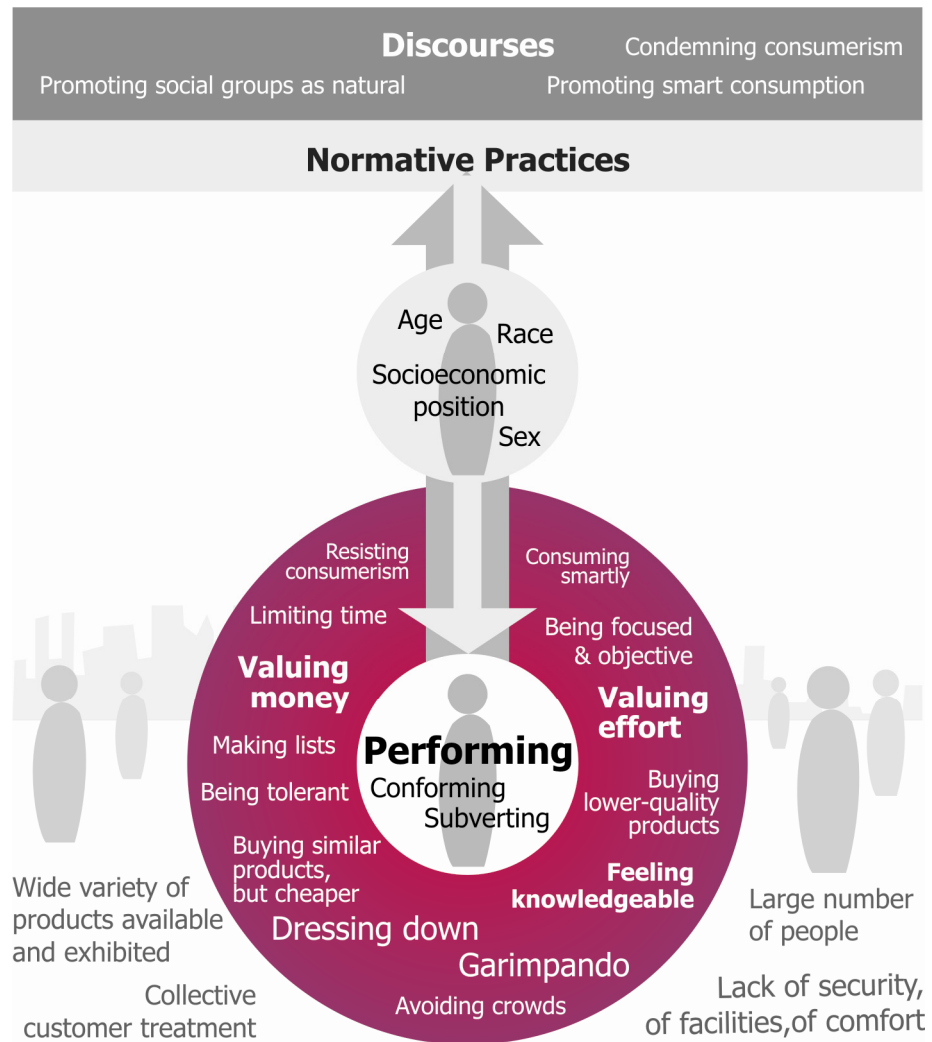 Discourses
Condemning consumerism
Promoting social groups as natural
Promoting smart consumption
Normative Practices
Age
Race
Socioeconomic
position
Sex
Resisting
consumerism
Consuming
smartly
Limiting time
Being focused
& objective
Valuing
money
Valuing
effort
Making lists
Performing
Conforming
Subverting
Being tolerant
Buying
lower-quality
products
Buying similar
products,
but cheaper
Feeling
knowledgeable
Dressing down
Garimpando
Avoiding crowds
Wide variety of
products available
and exhibited
Collective
customer treatment
Large number
of people
Lack of security,
of facilities,of comfort